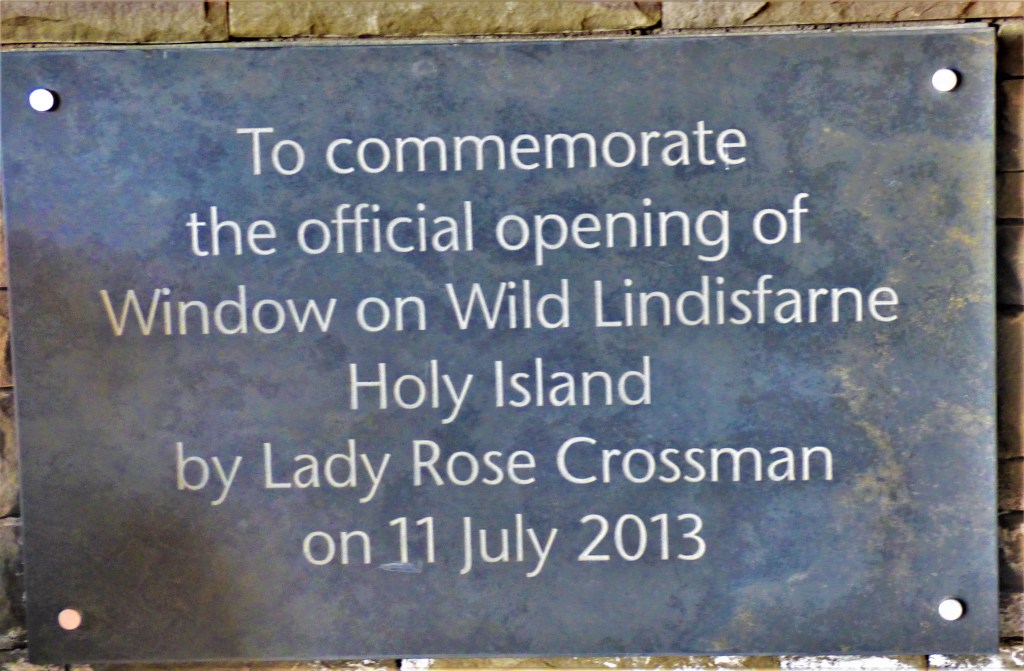 To commemorate
the official opening of
Window on Wild Lindisfarne
Holy Island
by Lady Rose Crossman
on 11 July 2013